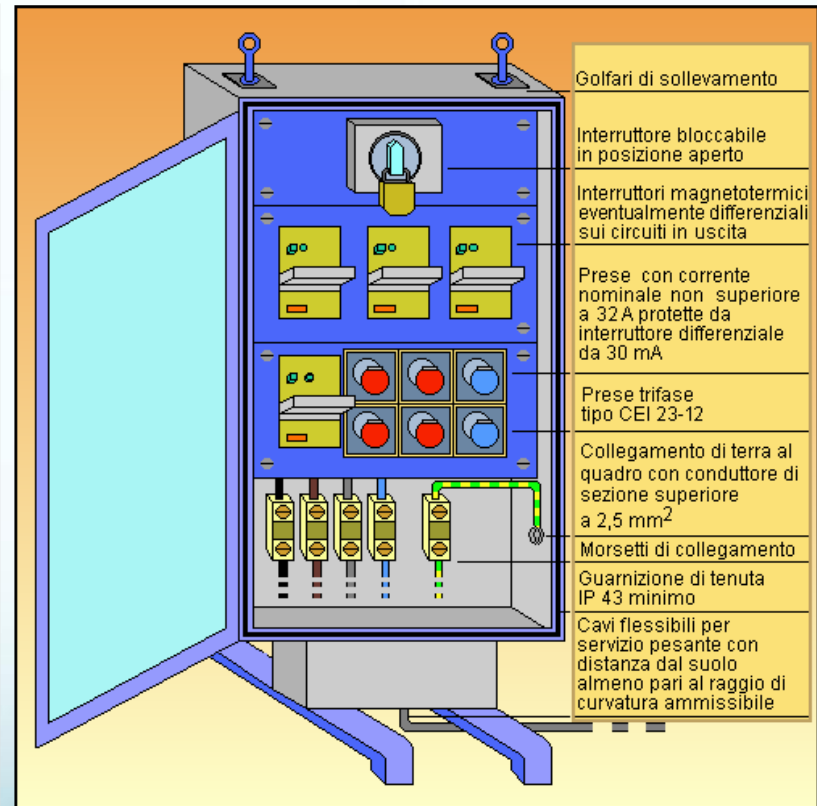 Golfari di sollevamento
Interruttore bloccabile
in posizione aperto
Interruttori magnetotermici
eventualmente differenziali
sui circuiti in uscita
Prese con corrente
nominale non superiore
a 32 A protette da
interruttore differenziale
da 30 mA
Prese trifase
tipo CEI 23-12
Collegamento di terra al
quadro con conduttore di
sezione superiore
a 2,5 mm²
Morsetti di collegamento
Guarnizione di tenuta
IP 43 minimo
Cavi flessibili per
servizio pesante con
distanza dal suolo
almeno pari al raggio di
curvatura ammissibile